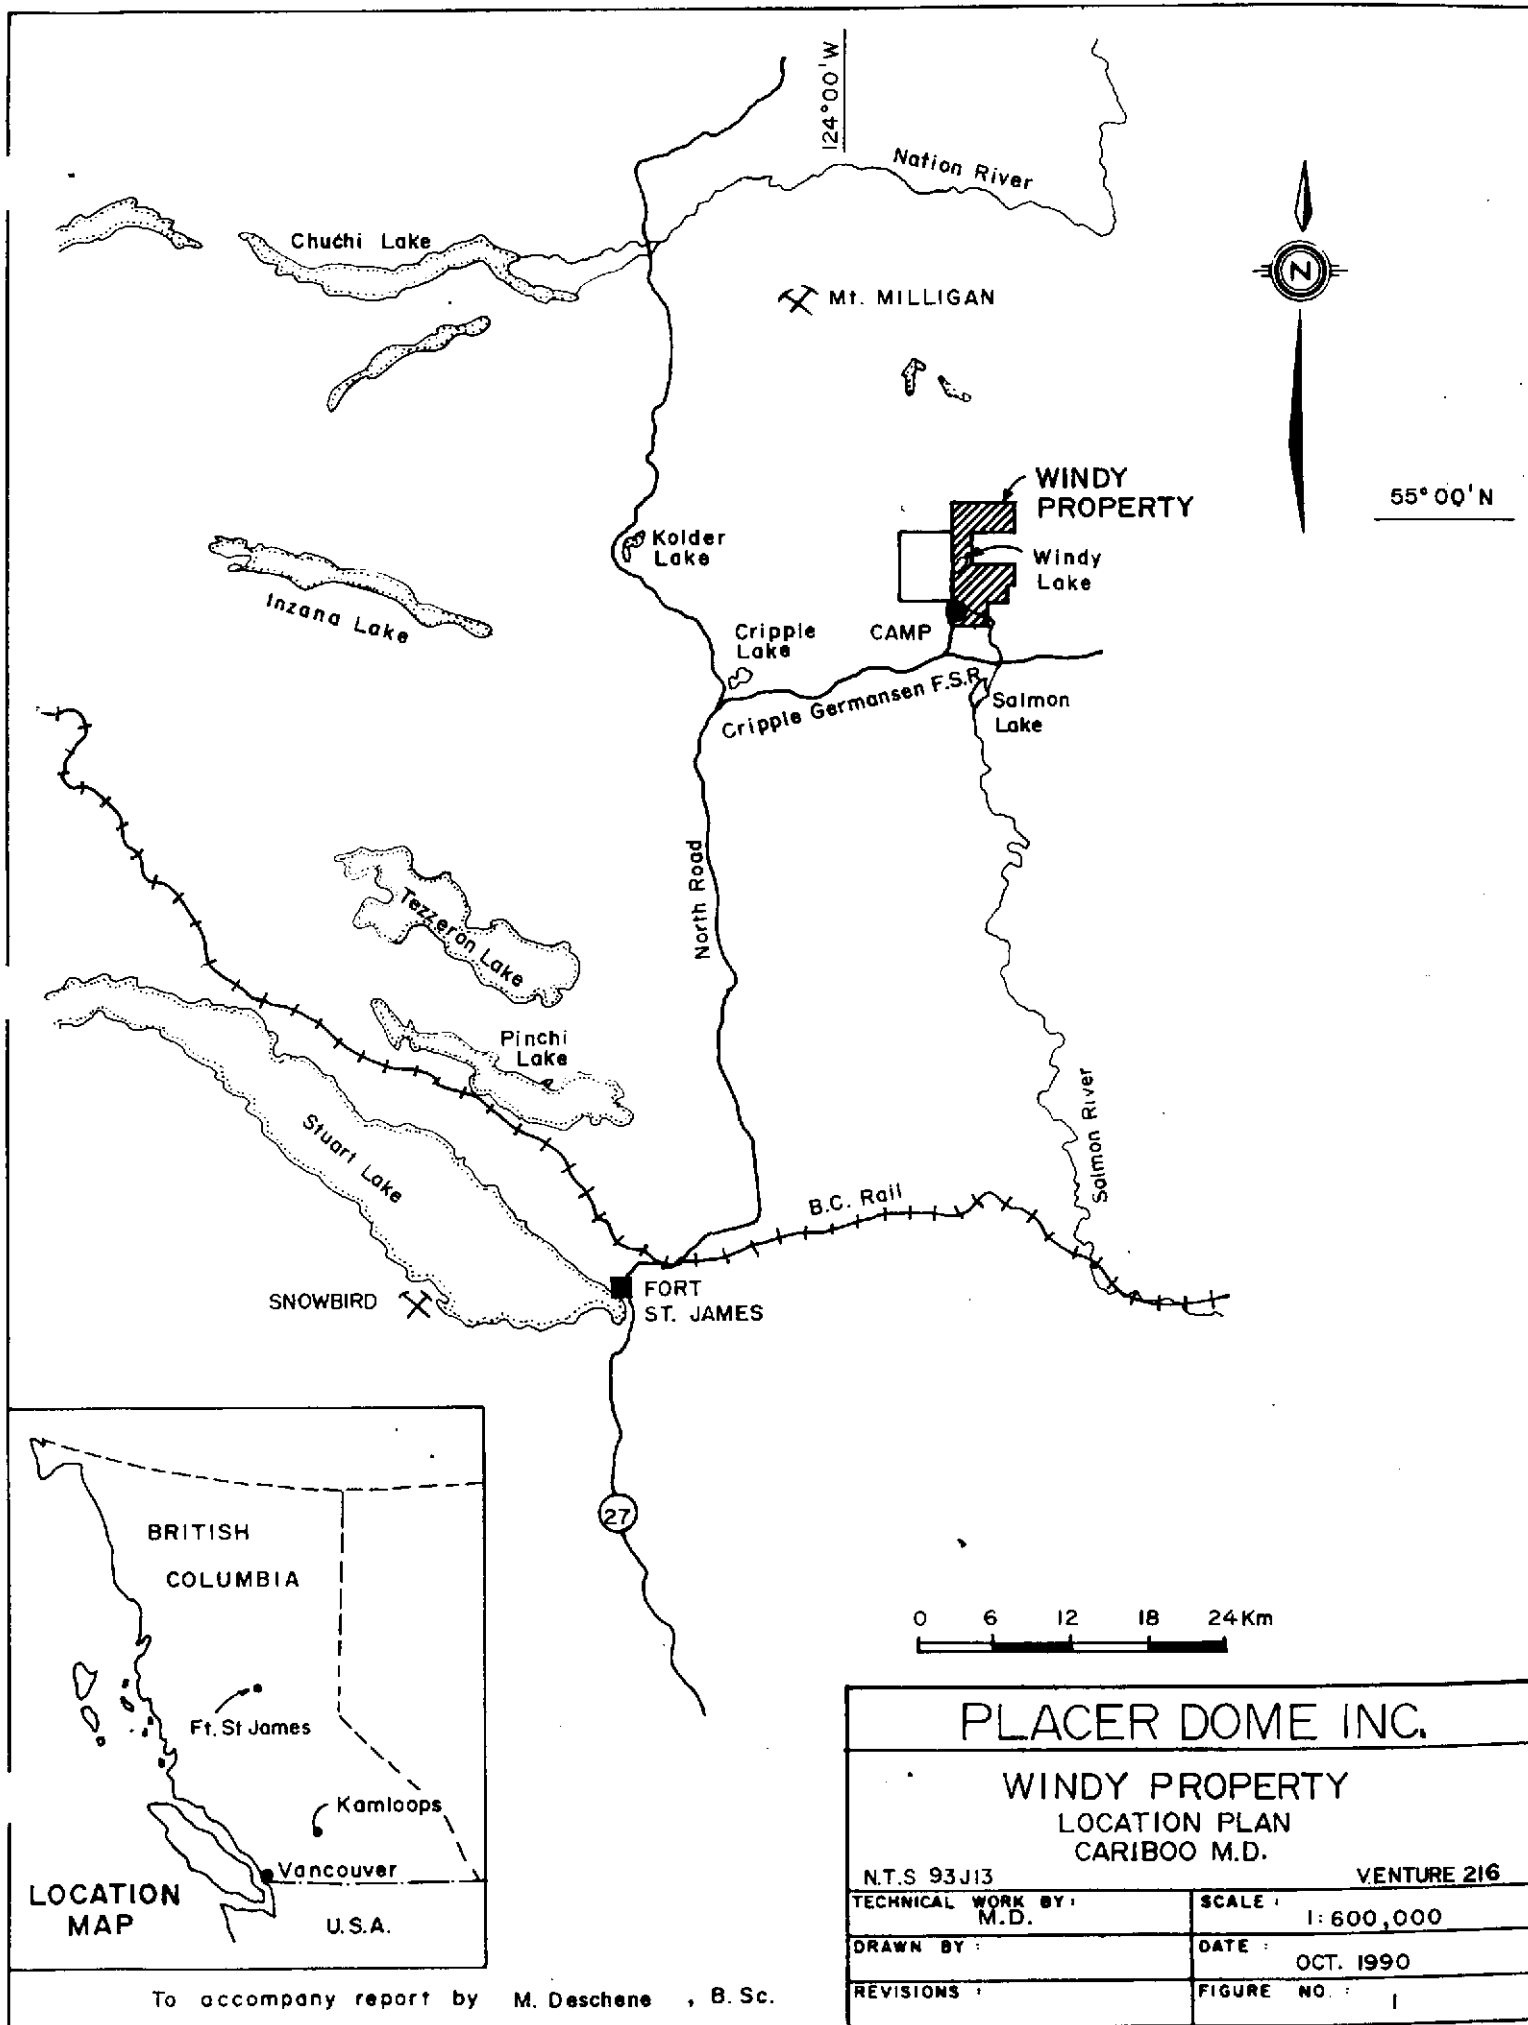 124°00'W
Nation River
Chuchi Lake
Mt. MILLIGAN
N
WINDY
PROPERTY
55°00'N
Kolder
Lake
Windy
Lake
Inzana Lake
CAMP
Cripple
Lake
Cripple Germansen F.S.R.
Salmon
Lake
North Road
Tezzeron Lake
Pinchi
Lake
Stuart Lake
Salmon River
B.C. Rail
SNOWBIRD
FORT
ST. JAMES
27
BRITISH
COLUMBIA
Ft. St James
Kamloops
Vancouver
LOCATION
MAP
U.S.A.
0 6 12 18 24Km
PLACER DOME INC.
WINDY PROPERTY
LOCATION PLAN
CARIBOO M.D.
N.T.S 93J13 VENTURE 216
TECHNICAL WORK BY:
M.D.
SCALE :
1:600,000
DRAWN BY :
DATE :
OCT. 1990
REVISIONS :
FIGURE NO. :
1
To accompany report by M. Deschene , B. Sc.